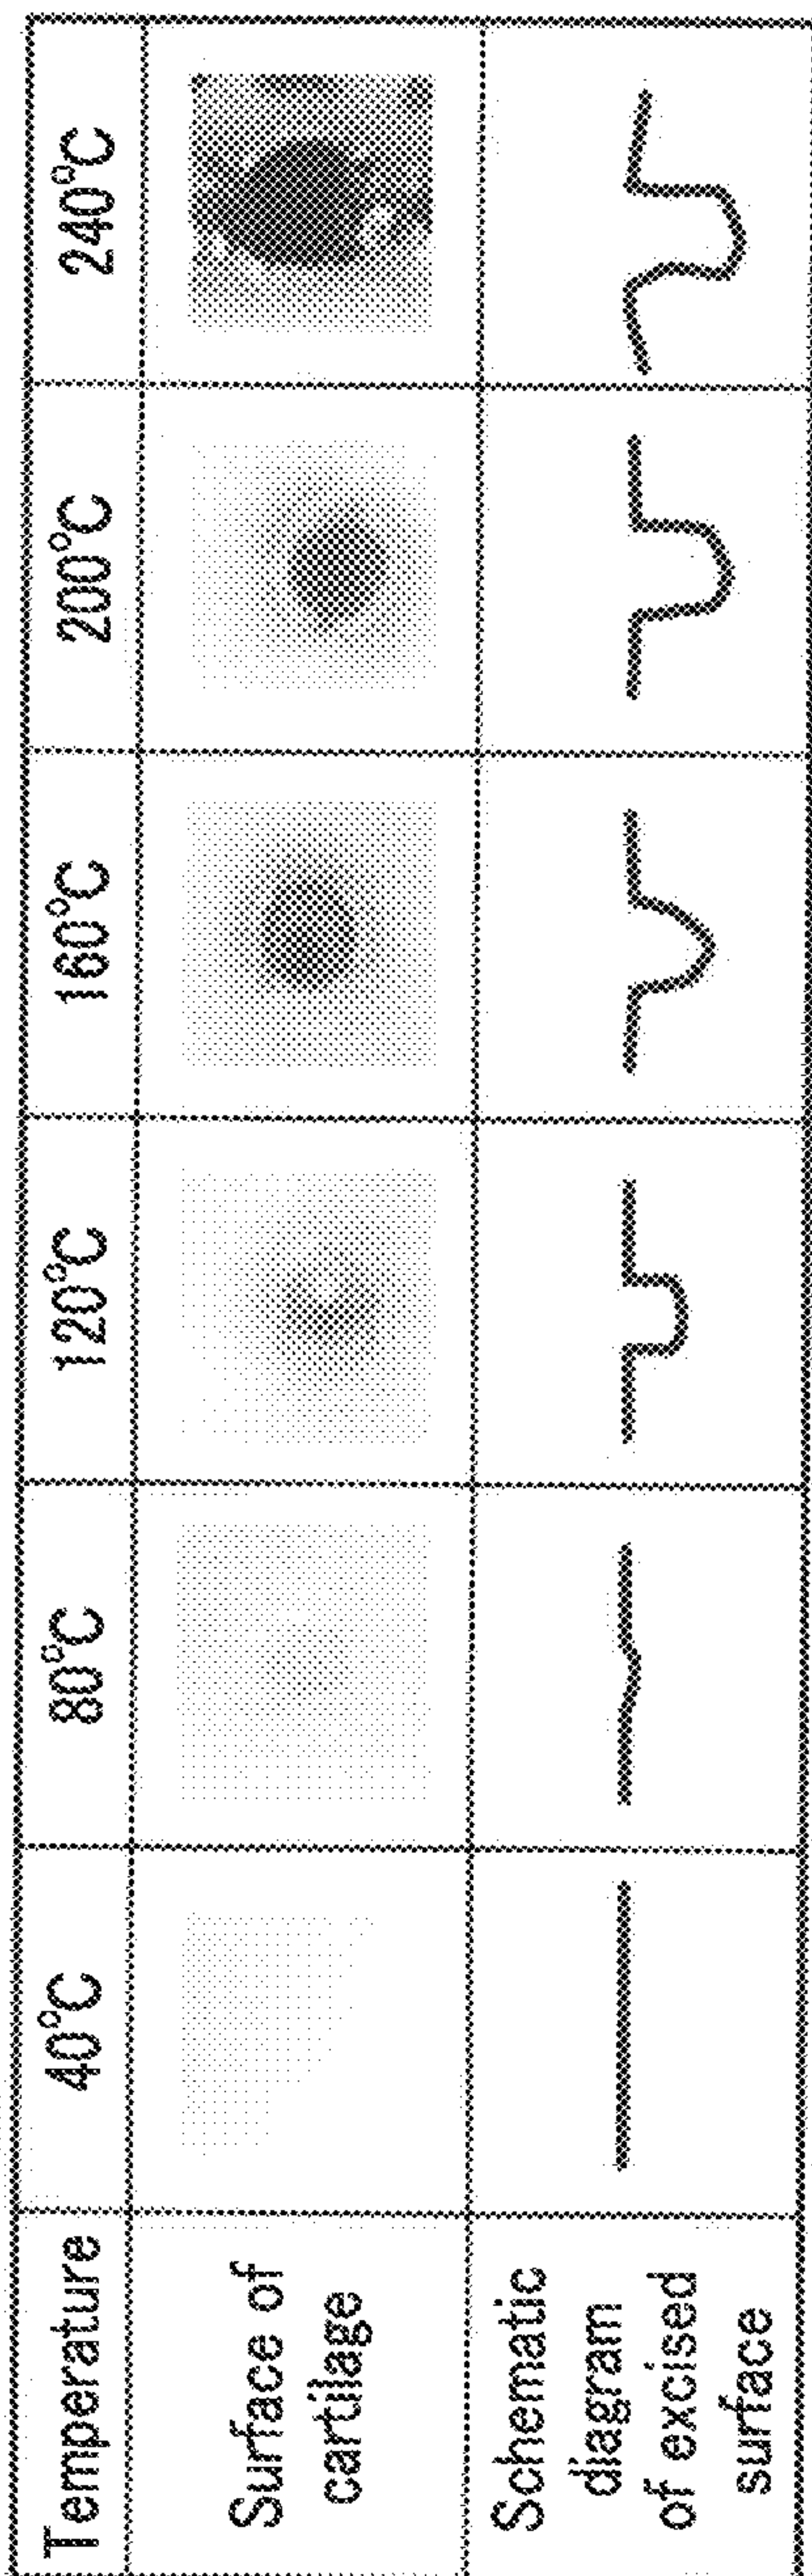 Temperature
40°C
80°C
120°C
160°C
200°C
240°C
Surface of
cartilage
Schematic
diagram
of excised
surface